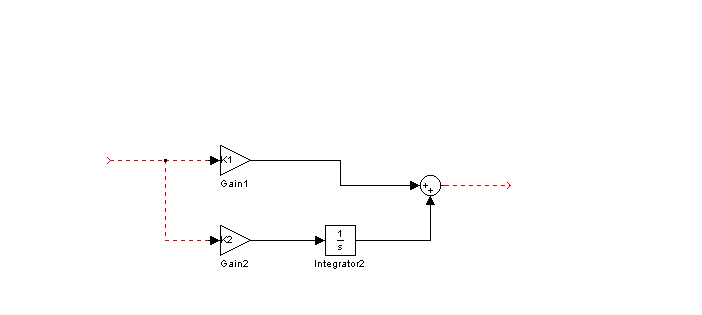 K1
Gain1
++
K2
Gain2
1
s
Integrator2